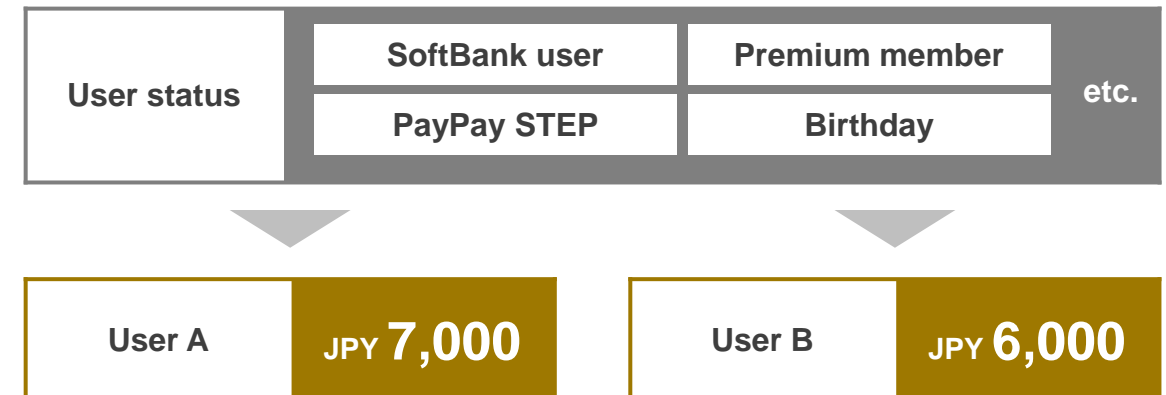 User status
SoftBank user
Premium member
PayPay STEP
Birthday
etc.
User A
JPY 7,000
User B
JPY 6,000